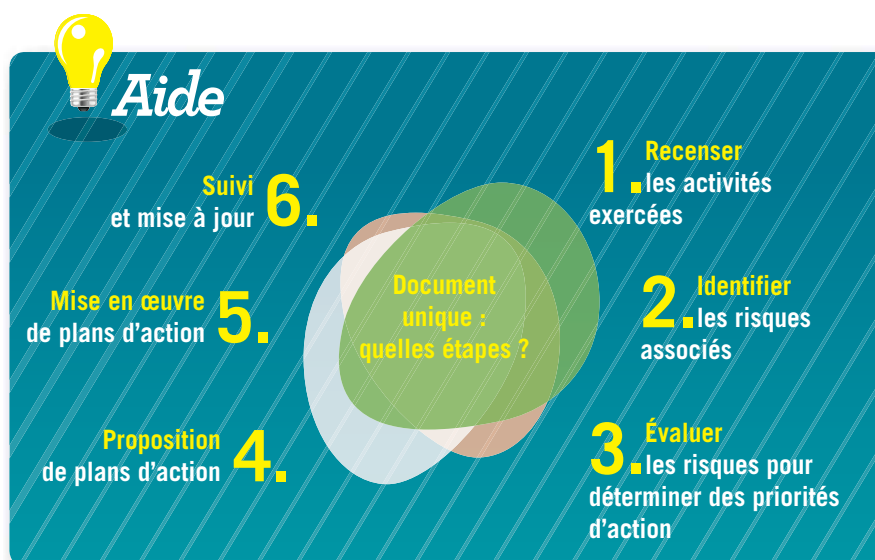 Aide
Document
unique :
quelles étapes ?
1. Recenser
les activités
exercées
2. Identifier
les risques
associés
3. Évaluer
les risques pour
déterminer des priorités
d'action
4. Proposition
de plans d'action
5. Mise en œuvre
de plans d'action
6. Suivi
et mise à jour